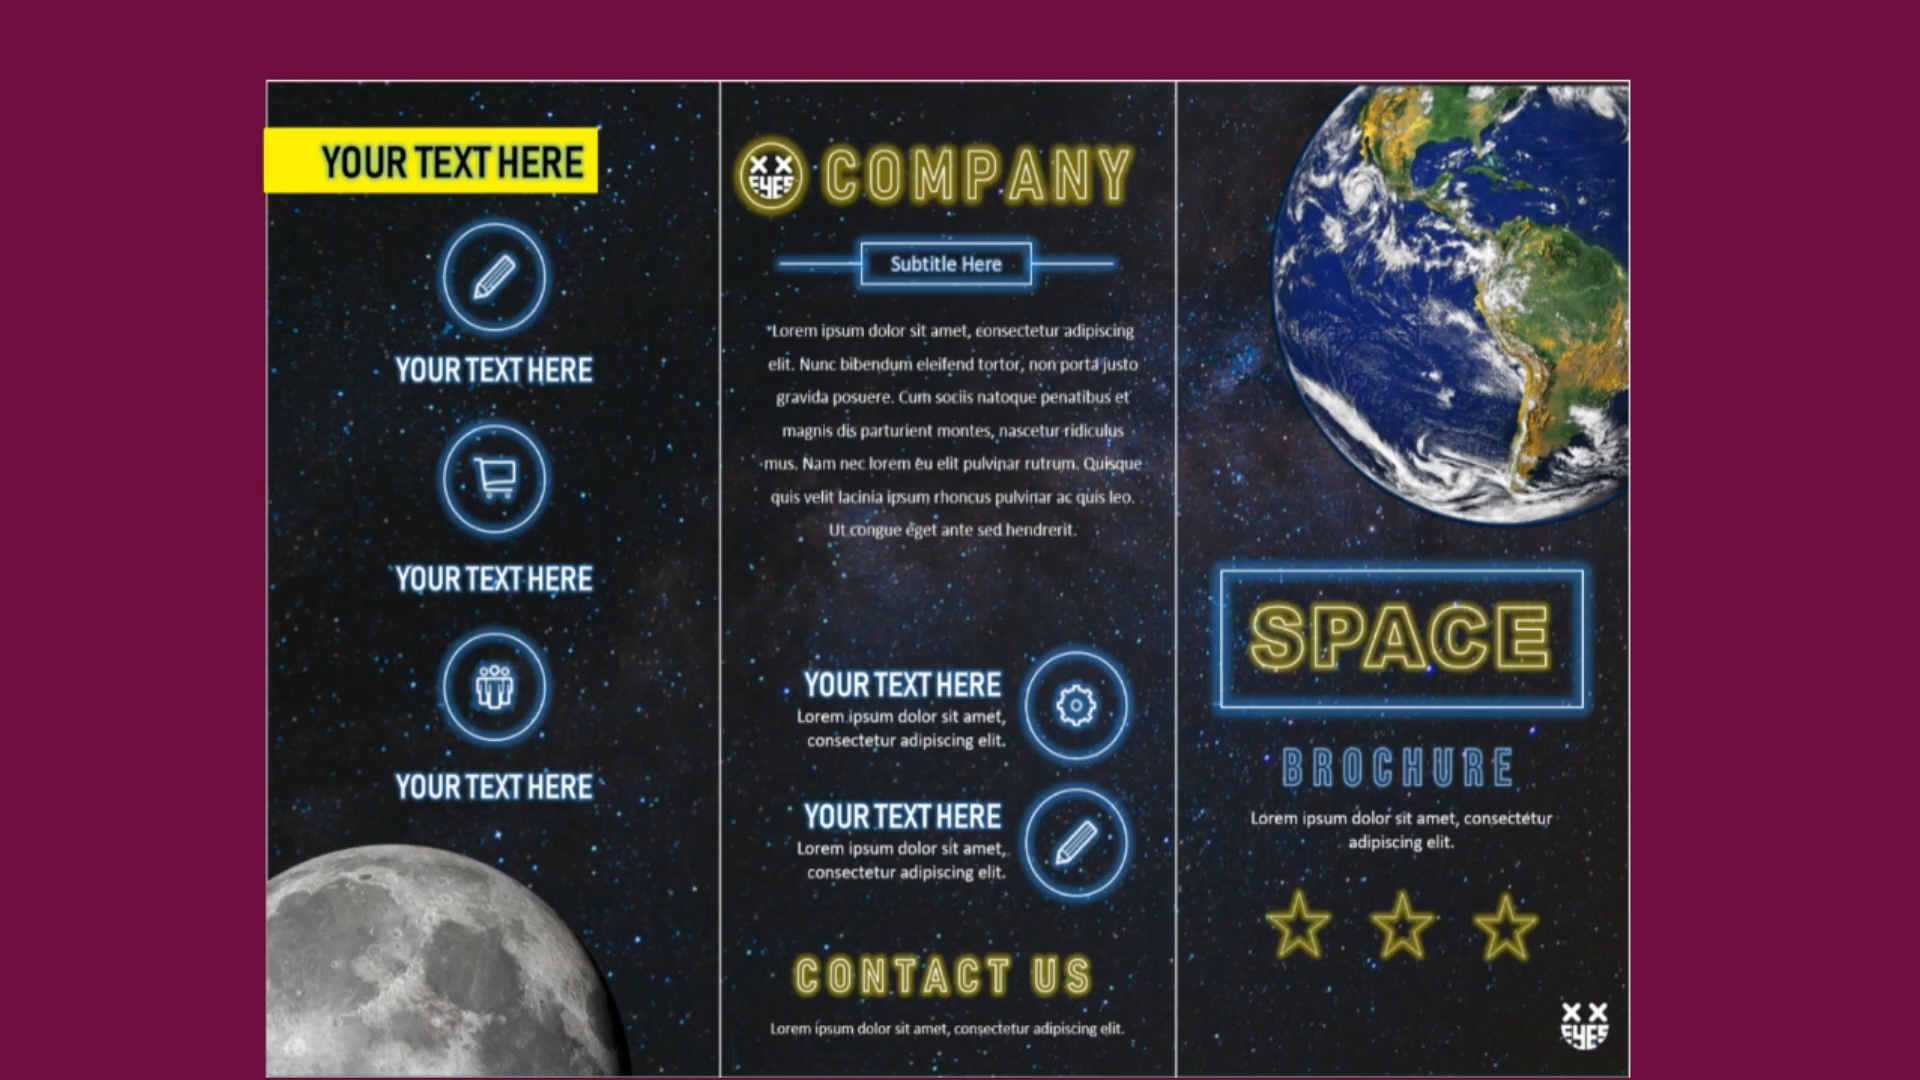 YOUR TEXT HERE
YOUR TEXT HERE
YOUR TEXT HERE
YOUR TEXT HERE
XX
EYES
COMPANY
Subtitle Here
Lorem ipsum dolor sit amet, consectetur adipiscing
elit. Nunc bibendum eleifend tortor, non porta justo
gravida posuere. Cum sociis natoque penatibus et
magnis dis parturient montes, nascetur ridiculus
mus. Nam nec lorem eu elit pulvinar rutrum. Quisque
quis velit lacinia ipsum rhoncus pulvinar ac quis leo.
Ut congue eget ante sed hendrerit.
YOUR TEXT HERE
Lorem ipsum dolor sit amet,
consectetur adipiscing elit.
YOUR TEXT HERE
Lorem ipsum dolor sit amet,
consectetur adipiscing elit.
CONTACT US
Lorem ipsum dolor sit amet, consectetur adipiscing elit.
SPACE
BROCHURE
Lorem ipsum dolor sit amet, consectetur
adipiscing elit.
XX
EYES